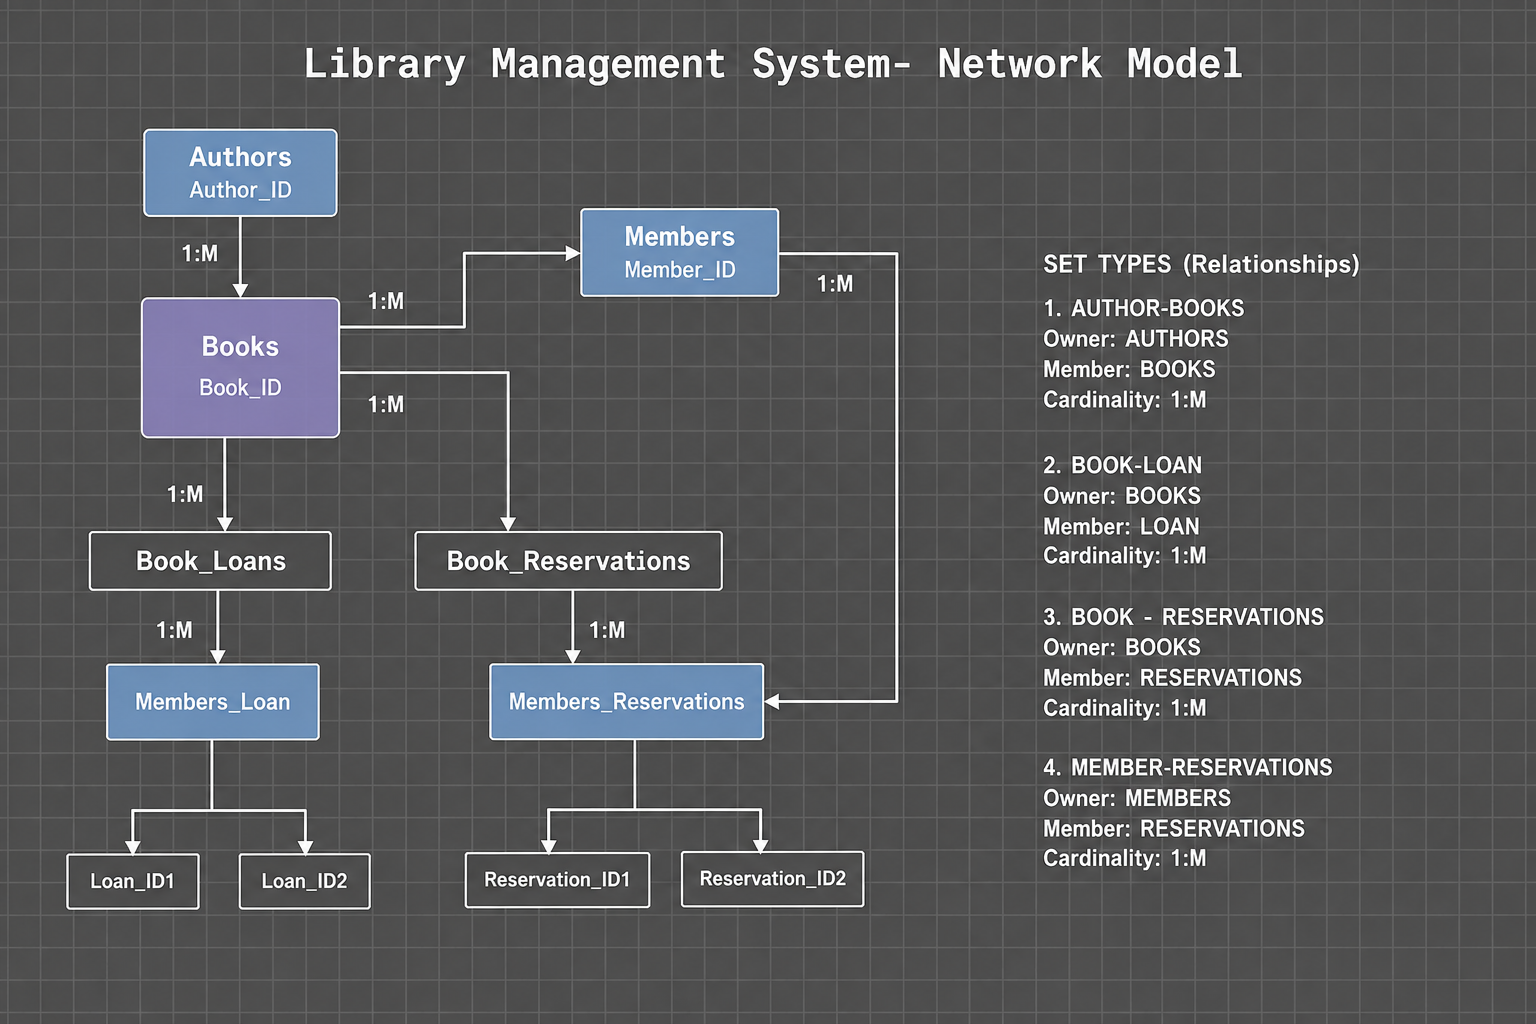 Library Management System- Network Model
Authors
Author_ID
1:M
Members
Member_ID
1:M
1:M
Books
Book_ID
1:M
1:M
Book_Loans
Book_Reservations
1:M
1:M
Members_Loan
Members_Reservations
Loan_ID1
Loan_ID2
Reservation_ID1
Reservation_ID2
SET TYPES (Relationships)
1. AUTHOR-BOOKS
Owner: AUTHORS
Member: BOOKS
Cardinality: 1:M
2. BOOK-LOAN
Owner: BOOKS
Member: LOAN
Cardinality: 1:M
3. BOOK - RESERVATIONS
Owner: BOOKS
Member: RESERVATIONS
Cardinality: 1:M
4. MEMBER-RESERVATIONS
Owner: MEMBERS
Member: RESERVATIONS
Cardinality: 1:M